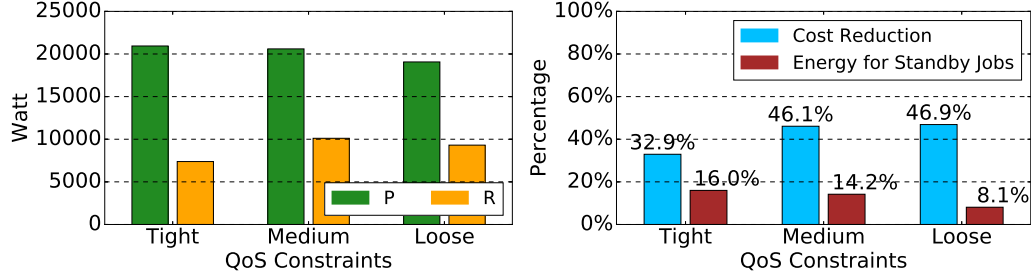 25000
20000
15000
10000
5000
0
Watt
P
R
Tight
Medium
Loose
QoS Constraints
100%
80%
60%
40%
20%
0%
Percentage
Cost Reduction
Energy for Standby Jobs
32.9%
16.0%
46.1%
14.2%
46.9%
8.1%
Tight
Medium
Loose
QoS Constraints